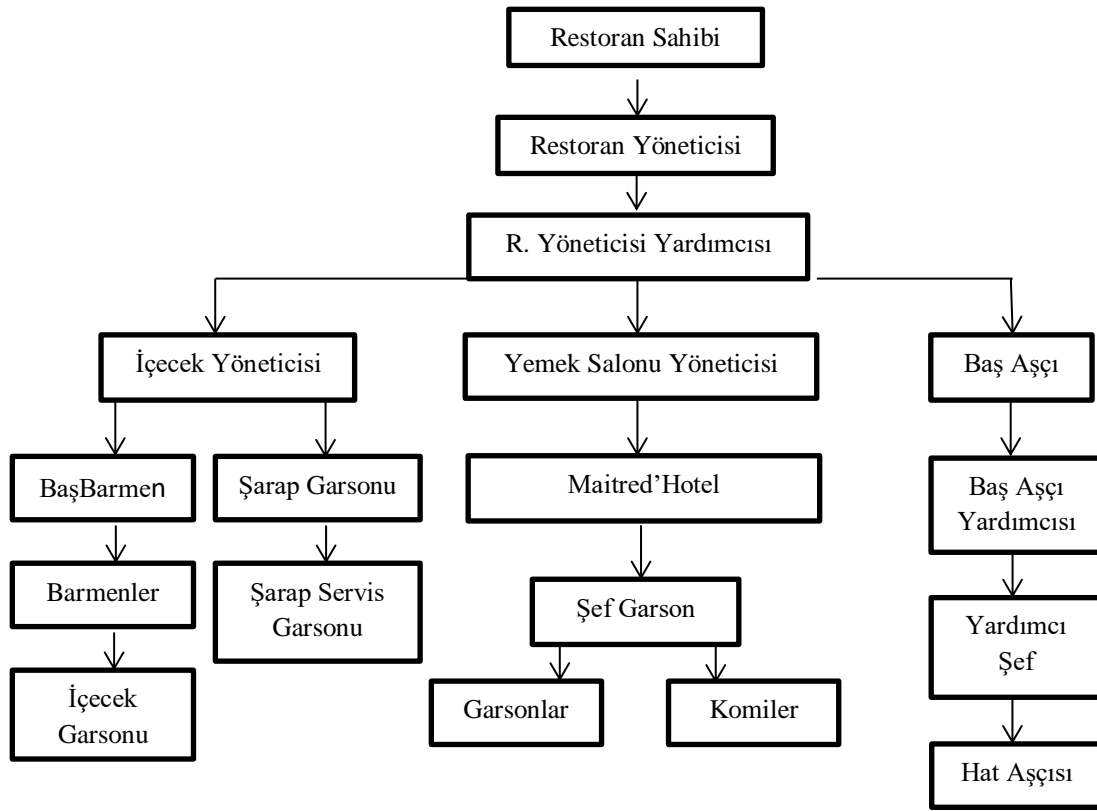 Restoran Sahibi
Restoran Yöneticisi
R. Yöneticisi Yardımcısı
İçecek Yöneticisi
Yemek Salonu Yöneticisi
Baş Aşçı
BaşBarmen
Şarap Garsonu
Maitred’Hotel
Baş Aşçı
Yardımcısı
Barmenler
Şarap Servis
Garsonu
Şef Garson
Yardımcı
Şef
İçecek
Garsonu
Garsonlar
Komiler
Hat Aşçısı